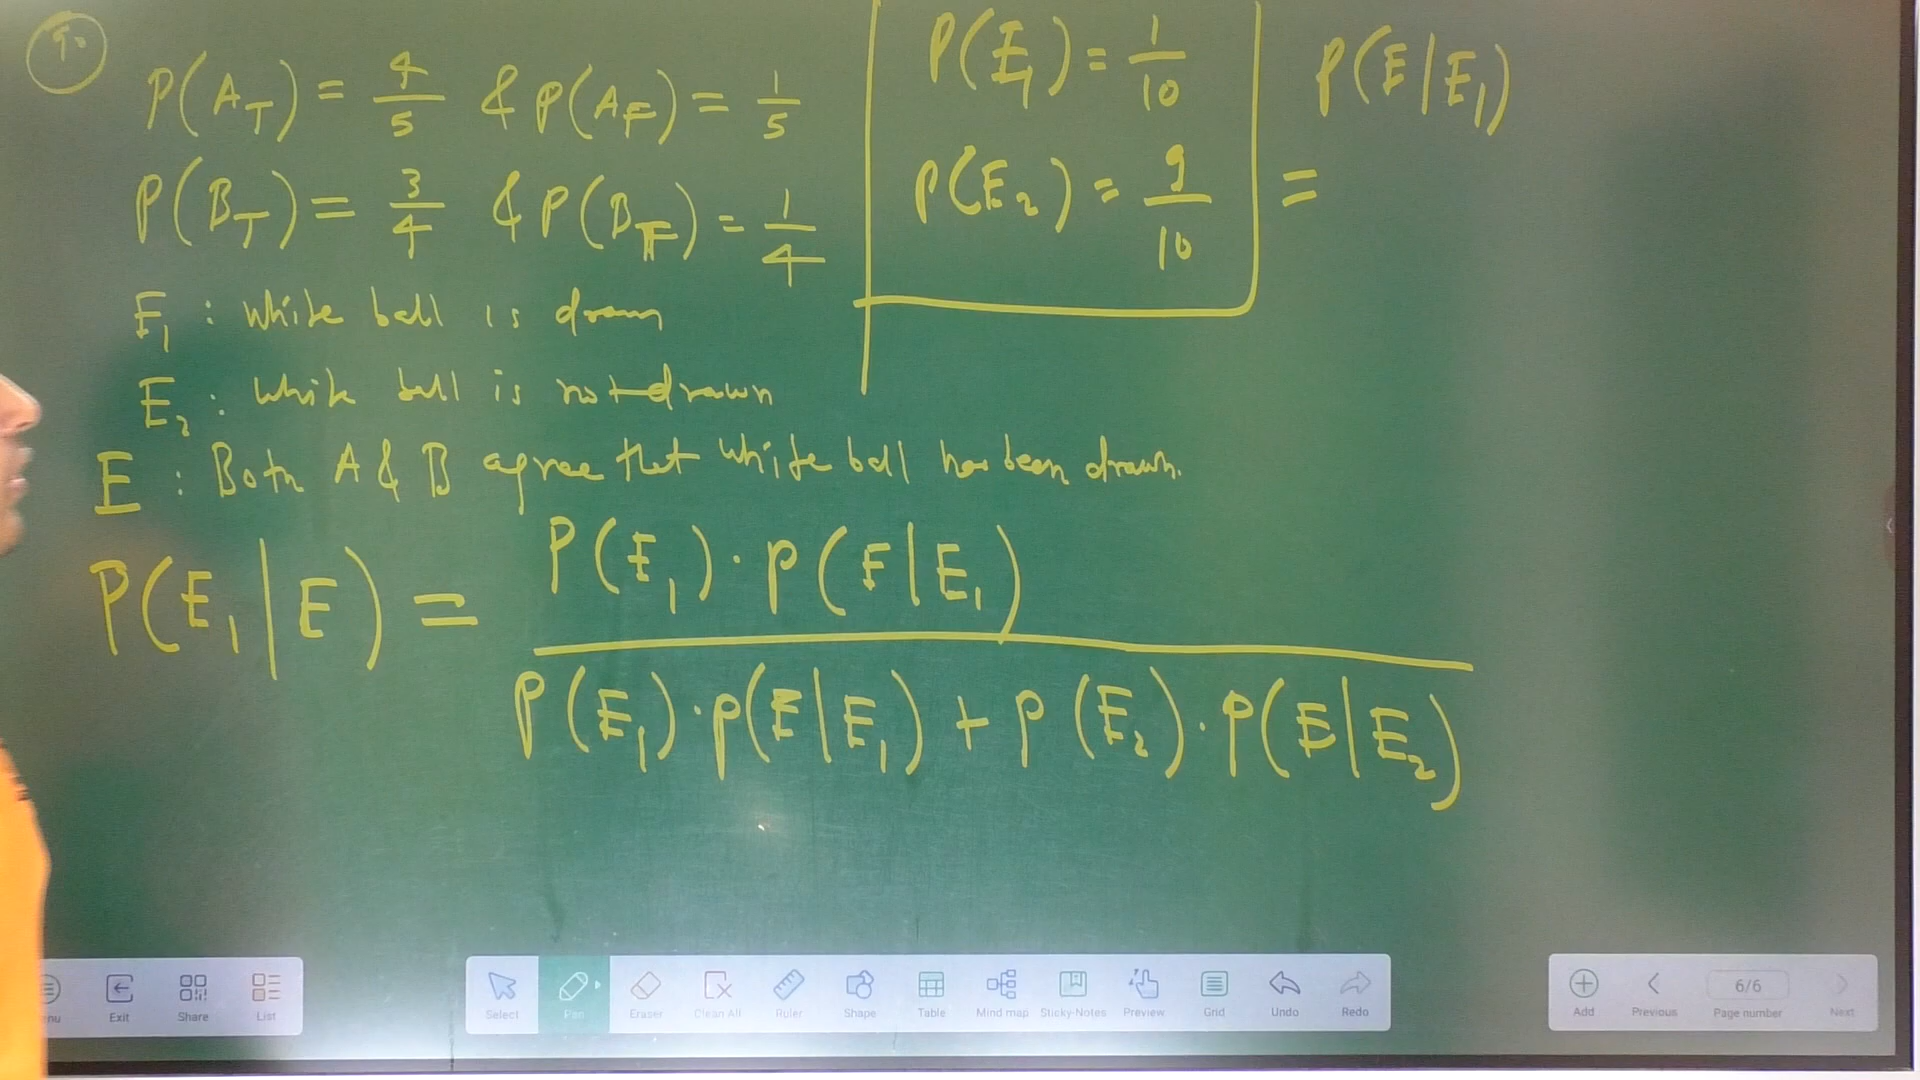 9.
P(A_T) = 4/5 & P(A_F) = 1/5
P(B_T) = 3/4 & P(B_F) = 1/4
P(E₁) = 1/10
P(E₂) = 9/10
P(E|E₁)
=
E₁ : White ball is drawn
E₂ : White ball is not drawn
E : Both A & B agree that white ball has been drawn.
P(E₁|E) = P(E₁) · P(E|E₁) / P(E₁) · P(E|E₁) + P(E₂) · P(E|E₂)
enu Exit Share List
Select Pen Eraser Clean All Ruler Shape Table Mind map Sticky-Notes Preview Grid Undo Redo
6/6
Add Previous Page number Next